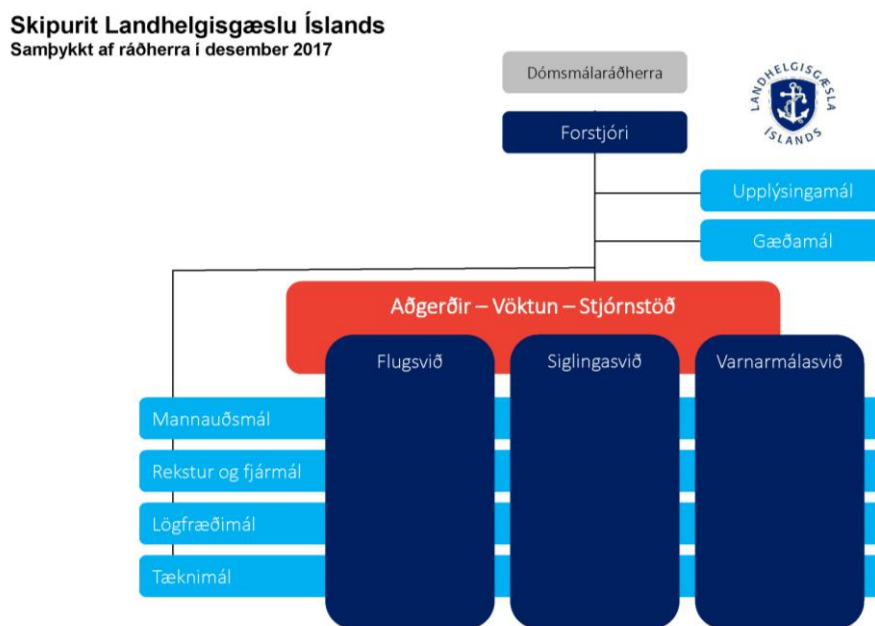 Skipurit Landhelgisgæslu Íslands
Samþykkt af ráðherra í desember 2017
Dómsmálaráðherra
LANDHELGISGÆSLA
ÍSLANDS
Forstjóri
Upplýsingamál
Gæðamál
Aðgerðir – Vöktun – Stjórnstöð
Flugsvið
Siglingasvið
Varnarmálasvið
Mannauðsmál
Rekstur og fjármál
Lögfræðimál
Tæknimál